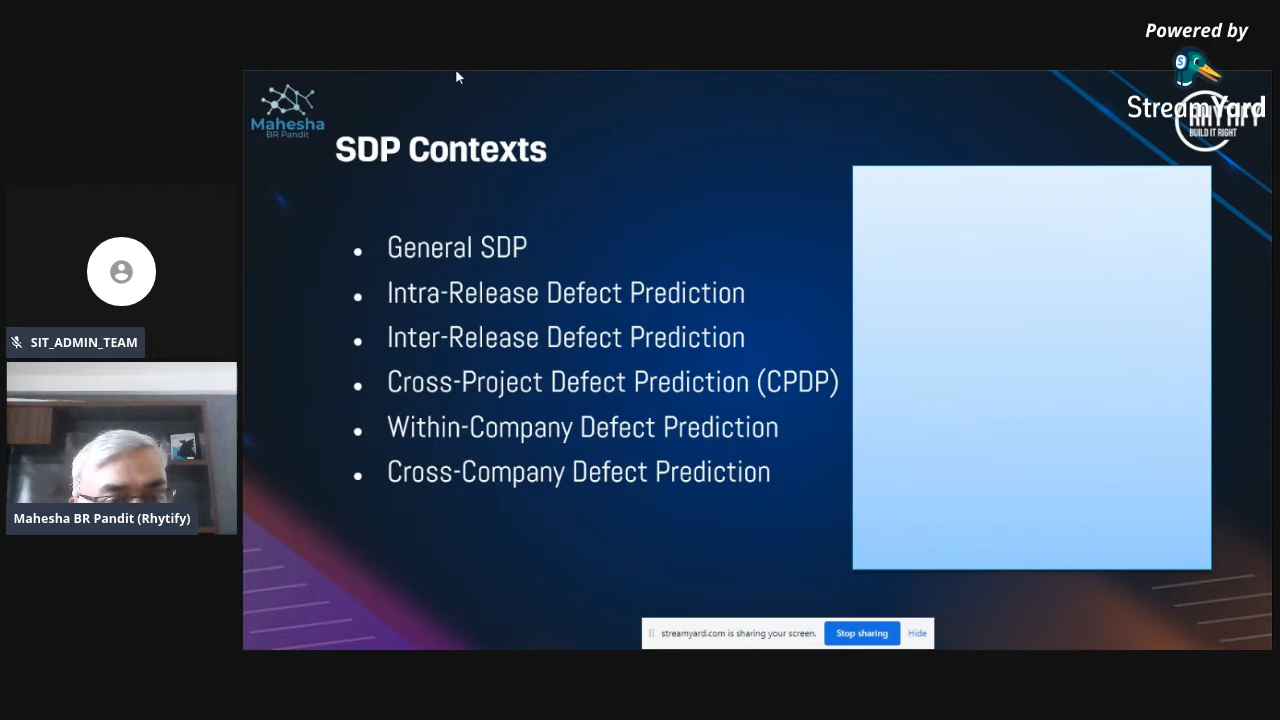 Powered by
StreamYard
RHYTIFY
BUILD IT RIGHT
Mahesha
BR Pandit
SDP Contexts
• General SDP
• Intra-Release Defect Prediction
• Inter-Release Defect Prediction
• Cross-Project Defect Prediction (CPDP)
• Within-Company Defect Prediction
• Cross-Company Defect Prediction
SIT_ADMIN_TEAM
Mahesha BR Pandit (Rhytify)
streamyard.com is sharing your screen.
Stop sharing
Hide